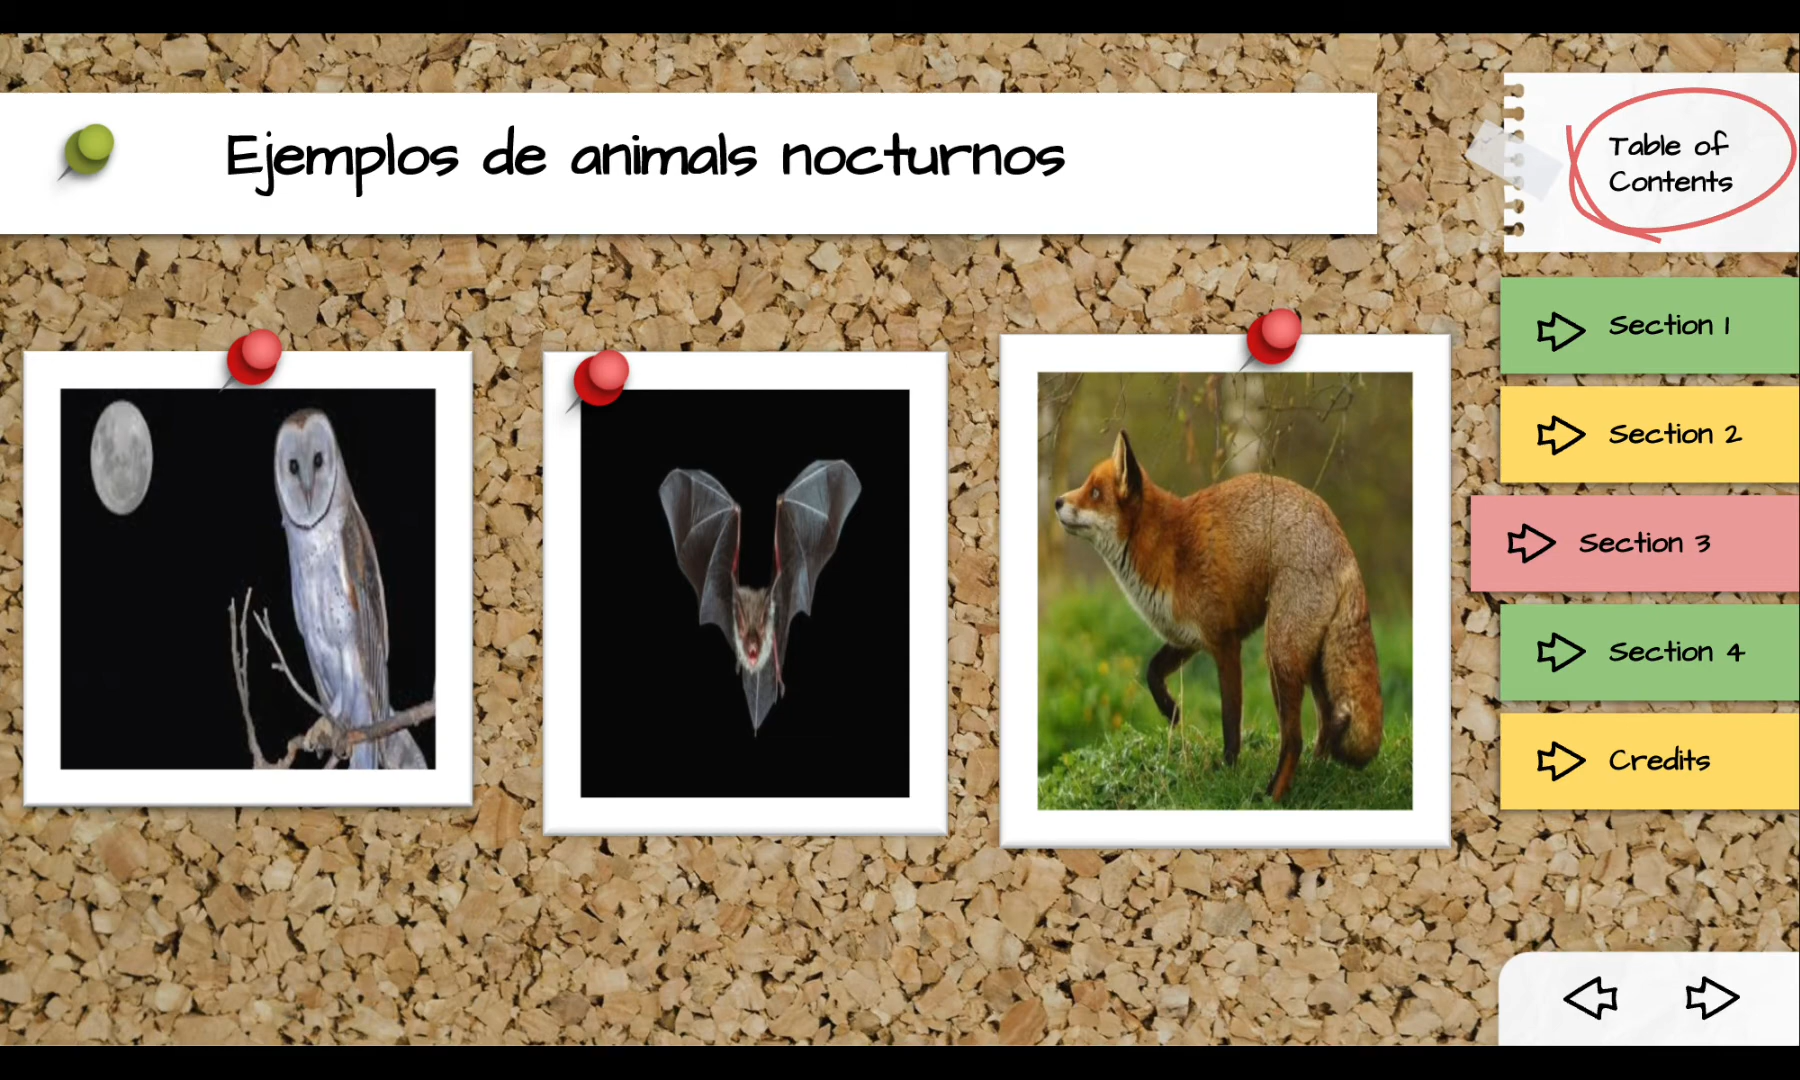 Ejemplos de animals nocturnos
Table of
Contents
Section 1
Section 2
Section 3
Section 4
Credits